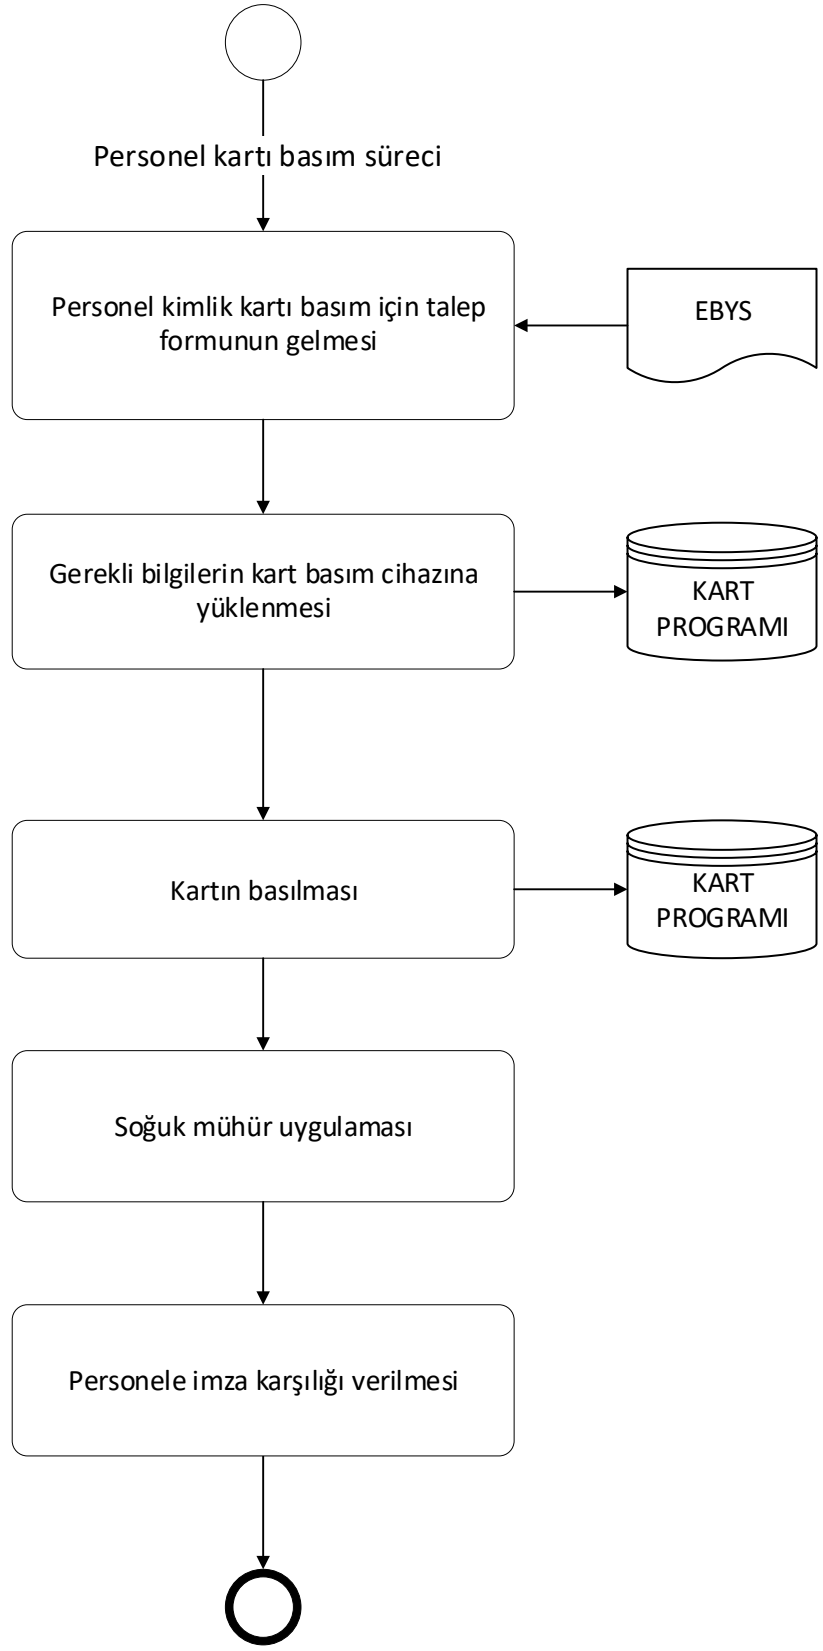 Personel kartı basım süreci
Personel kimlik kartı basım için talep
formunun gelmesi
EBYS
Gerekli bilgilerin kart basım cihazına
yüklenmesi
KART
PROGRAMI
Kartın basılması
KART
PROGRAMI
Soğuk mühür uygulaması
Personele imza karşılığı verilmesi